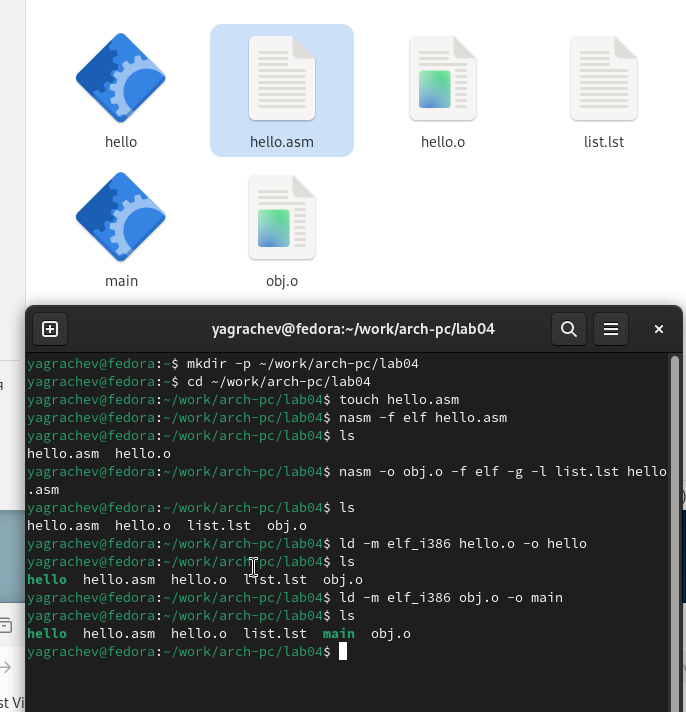 hello hello.asm hello.o list.lst
main obj.o
yagrachev@fedora:~/work/arch-pc/lab04
yagrachev@fedora:~$ mkdir -p ~/work/arch-pc/lab04
yagrachev@fedora:~$ cd ~/work/arch-pc/lab04
yagrachev@fedora:~/work/arch-pc/lab04$ touch hello.asm
yagrachev@fedora:~/work/arch-pc/lab04$ nasm -f elf hello.asm
yagrachev@fedora:~/work/arch-pc/lab04$ ls
hello.asm  hello.o
yagrachev@fedora:~/work/arch-pc/lab04$ nasm -o obj.o -f elf -g -l list.lst hello
.asm
yagrachev@fedora:~/work/arch-pc/lab04$ ls
hello.asm  hello.o  list.lst  obj.o
yagrachev@fedora:~/work/arch-pc/lab04$ ld -m elf_i386 hello.o -o hello
yagrachev@fedora:~/work/arch-pc/lab04$ ls
hello  hello.asm  hello.o  list.lst  obj.o
yagrachev@fedora:~/work/arch-pc/lab04$ ld -m elf_i386 obj.o -o main
yagrachev@fedora:~/work/arch-pc/lab04$ ls
hello  hello.asm  hello.o  list.lst  main  obj.o
yagrachev@fedora:~/work/arch-pc/lab04$
я
st Vi